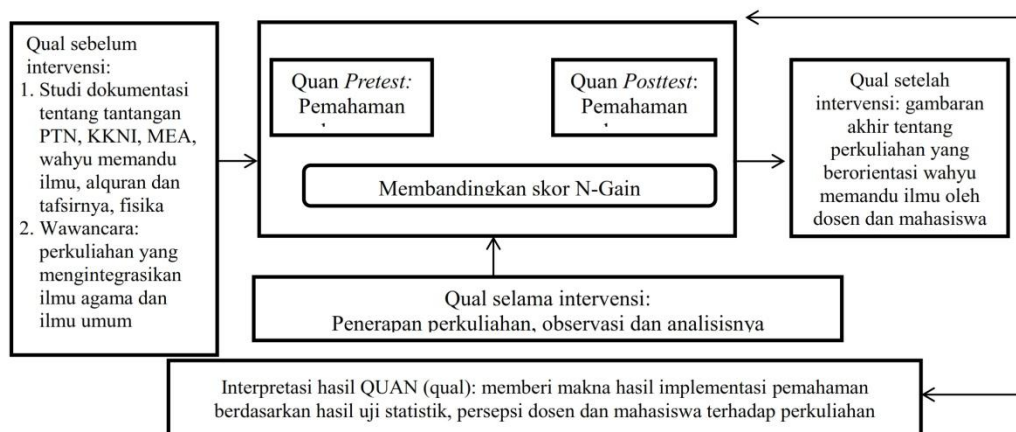 Qual sebelum
intervensi:
1. Studi dokumentasi
tentang tantangan
PTN, KKNI, MEA,
wahyu memandu
ilmu, alquran dan
tafsirnya, fisika
2. Wawancara:
perkuliahan yang
mengintegrasikan
ilmu agama dan
ilmu umum
Quan Pretest:
Pemahaman
Quan Posttest:
Pemahaman
Membandingkan skor N-Gain
Qual selama intervensi:
Penerapan perkuliahan, observasi dan analisisnya
Qual setelah
intervensi: gambaran
akhir tentang
perkuliahan yang
berorientasi wahyu
memandu ilmu oleh
dosen dan mahasiswa
Interpretasi hasil QUAN (qual): memberi makna hasil implementasi pemahaman
berdasarkan hasil uji statistik, persepsi dosen dan mahasiswa terhadap perkuliahan